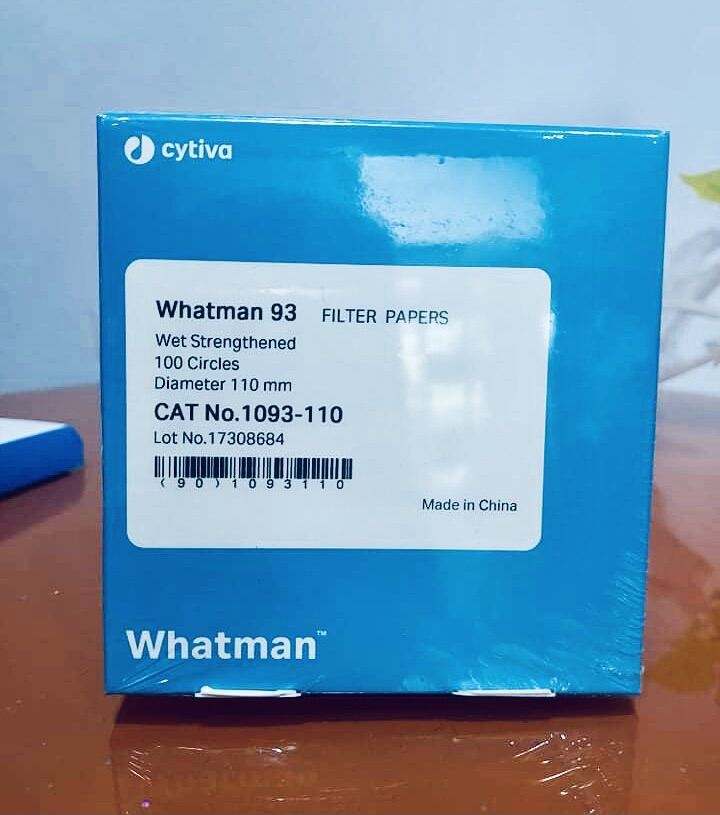 cytiva
Whatman 93 FILTER PAPERS
Wet Strengthened
100 Circles
Diameter 110 mm
CAT No.1093-110
Lot No.17308684
(90)1093110
Made in China
Whatman™